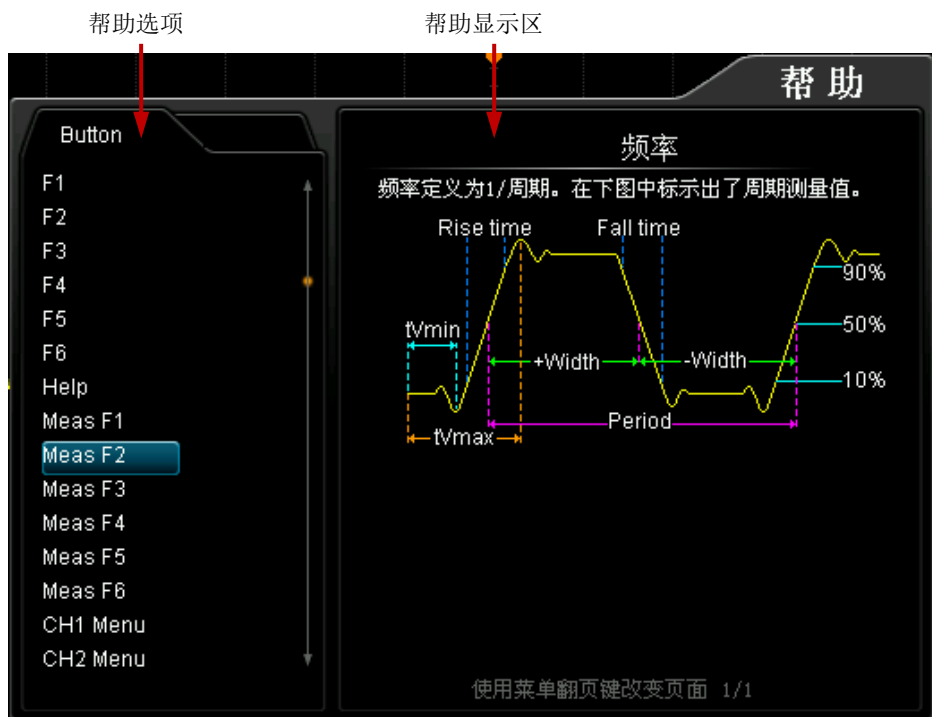 帮助选项
帮助显示区
帮助
Button
F1
F2
F3
F4
F5
F6
Help
Meas F1
Meas F2
Meas F3
Meas F4
Meas F5
Meas F6
CH1 Menu
CH2 Menu
频率
频率定义为1/周期。在下图中标示出了周期测量值。
Rise time
Fall time
90%
tVmin
50%
+Width
-Width
10%
Period
tVmax
使用菜单翻页键改变页面 1/1